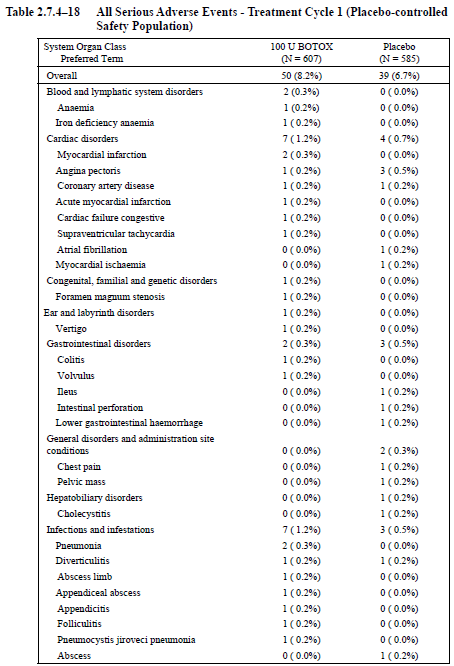 Table 2.7.4–18 All Serious Adverse Events - Treatment Cycle 1 (Placebo-controlled
Safety Population)
System Organ Class 100 U BOTOX Placebo
Preferred Term (N = 607) (N = 585)
Overall 50 (8.2%) 39 (6.7%)
Blood and lymphatic system disorders 2 (0.3%) 0 ( 0.0%)
Anaemia 1 (0.2%) 0 ( 0.0%)
Iron deficiency anaemia 1 (0.2%) 0 ( 0.0%)
Cardiac disorders 7 (1.2%) 4 ( 0.7%)
Myocardial infarction 2 (0.3%) 0 ( 0.0%)
Angina pectoris 1 (0.2%) 3 ( 0.5%)
Coronary artery disease 1 (0.2%) 1 ( 0.2%)
Acute myocardial infarction 1 (0.2%) 0 ( 0.0%)
Cardiac failure congestive 1 (0.2%) 0 ( 0.0%)
Supraventricular tachycardia 1 (0.2%) 0 ( 0.0%)
Atrial fibrillation 0 ( 0.0%) 1 ( 0.2%)
Myocardial ischaemia 0 ( 0.0%) 1 ( 0.2%)
Congenital, familial and genetic disorders 1 (0.2%) 0 ( 0.0%)
Foramen magnum stenosis 1 (0.2%) 0 ( 0.0%)
Ear and labyrinth disorders 1 (0.2%) 0 ( 0.0%)
Vertigo 1 (0.2%) 0 ( 0.0%)
Gastrointestinal disorders 2 (0.3%) 3 ( 0.5%)
Colitis 1 (0.2%) 0 ( 0.0%)
Volvulus 1 (0.2%) 0 ( 0.0%)
Ileus 0 ( 0.0%) 1 ( 0.2%)
Intestinal perforation 0 ( 0.0%) 1 ( 0.2%)
Lower gastrointestinal haemorrhage 0 ( 0.0%) 1 ( 0.2%)
General disorders and administration site
conditions 0 ( 0.0%) 2 ( 0.3%)
Chest pain 0 ( 0.0%) 1 ( 0.2%)
Pelvic mass 0 ( 0.0%) 1 ( 0.2%)
Hepatobiliary disorders 0 ( 0.0%) 1 ( 0.2%)
Cholecystitis 0 ( 0.0%) 1 ( 0.2%)
Infections and infestations 7 ( 1.2%) 3 ( 0.5%)
Pneumonia 2 ( 0.3%) 0 ( 0.0%)
Diverticulitis 1 ( 0.2%) 1 ( 0.2%)
Abscess limb 1 ( 0.2%) 0 ( 0.0%)
Appendiceal abscess 1 ( 0.2%) 0 ( 0.0%)
Appendicitis 1 ( 0.2%) 0 ( 0.0%)
Folliculitis 1 ( 0.2%) 0 ( 0.0%)
Pneumocystis jiroveci pneumonia 1 ( 0.2%) 0 ( 0.0%)
Abscess 0 ( 0.0%) 1 ( 0.2%)